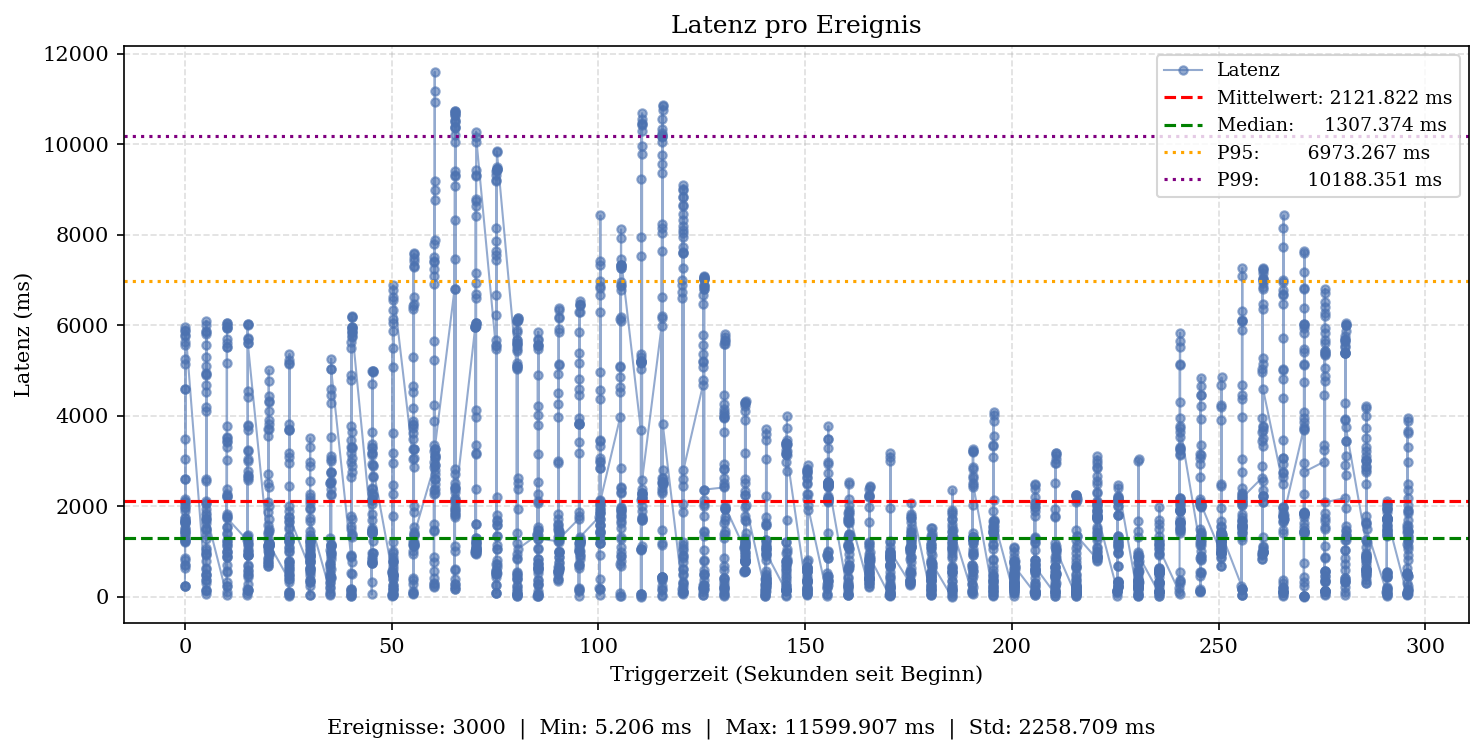 Latenz pro Ereignis
12000
10000
8000
6000
4000
2000
0
Latenz (ms)
Latenz
Mittelwert: 2121.822 ms
Median: 1307.374 ms
P95: 6973.267 ms
P99: 10188.351 ms
0 50 100 150 200 250 300
Triggerzeit (Sekunden seit Beginn)
Ereignisse: 3000 | Min: 5.206 ms | Max: 11599.907 ms | Std: 2258.709 ms